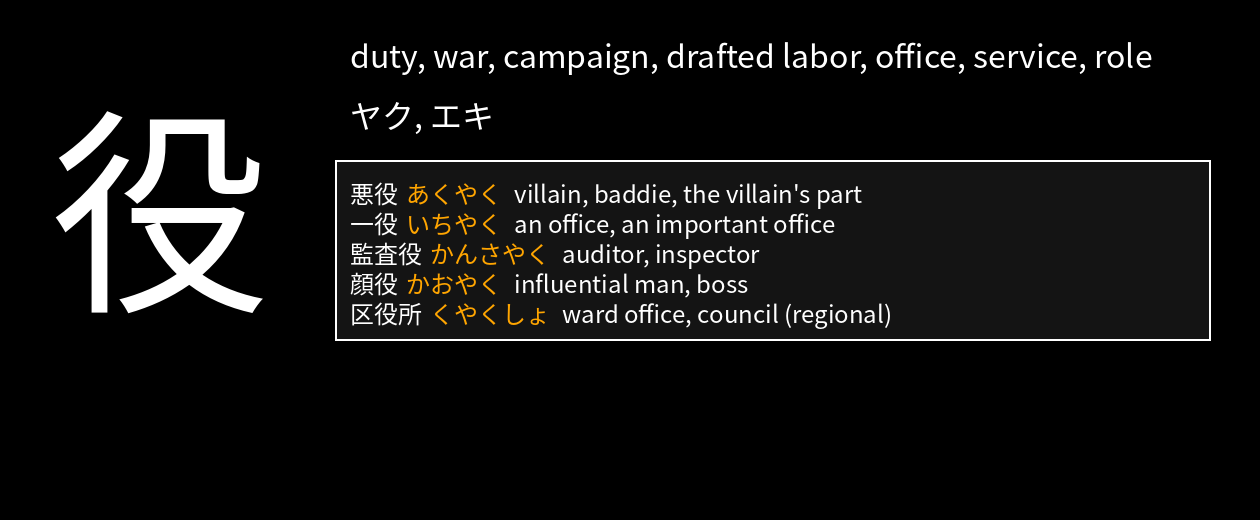 役
duty, war, campaign, drafted labor, office, service, role
ヤク, エキ
悪役 あくやく villain, baddie, the villain's part
一役 いちやく an office, an important office
監査役 かんさやく auditor, inspector
顔役 かおやく influential man, boss
区役所 くやくしょ ward office, council (regional)